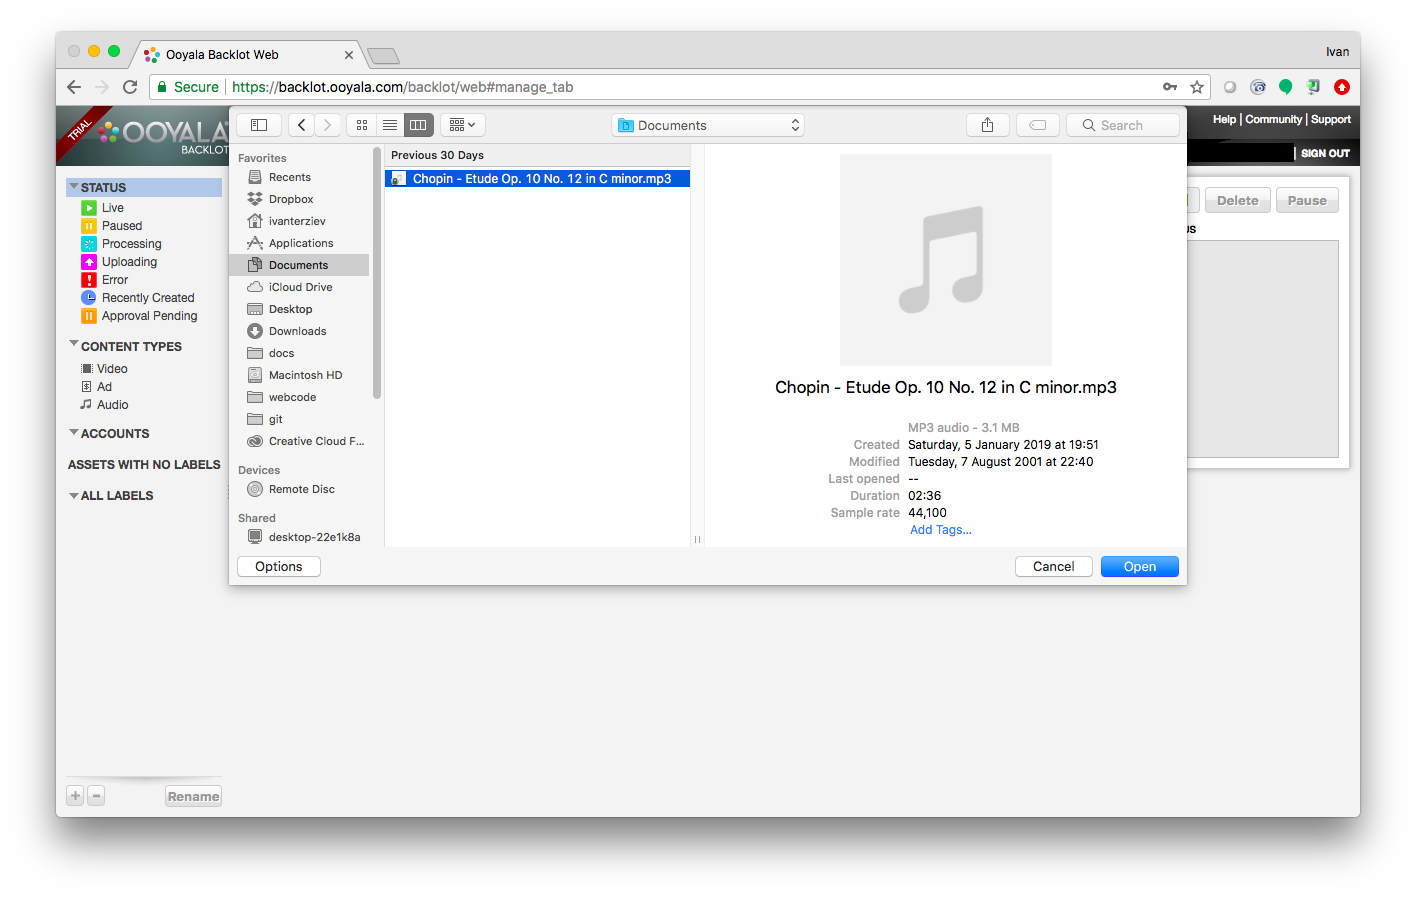 Ooyala Backlot Web
Ivan
Secure
https://backlot.ooyala.com/backlot/web#manage_tab
TRIAL
OOYALA
BACKLOT
Help | Community | Support
SIGN OUT
Documents
Search
STATUS
Live
Paused
Processing
Uploading
Error
Recently Created
Approval Pending
CONTENT TYPES
Video
Ad
Audio
ACCOUNTS
ASSETS WITH NO LABELS
ALL LABELS
Rename
Favorites
Recents
Dropbox
ivanterziev
Applications
Documents
iCloud Drive
Desktop
Downloads
docs
Macintosh HD
webcode
git
Creative Cloud F...
Devices
Remote Disc
Shared
desktop-22e1k8a
Previous 30 Days
Chopin - Etude Op. 10 No. 12 in C minor.mp3
Chopin - Etude Op. 10 No. 12 in C minor.mp3
MP3 audio - 3.1 MB
Created Saturday, 5 January 2019 at 19:51
Modified Tuesday, 7 August 2001 at 22:40
Last opened --
Duration 02:36
Sample rate 44,100
Add Tags...
Options
Cancel
Open
Delete
Pause